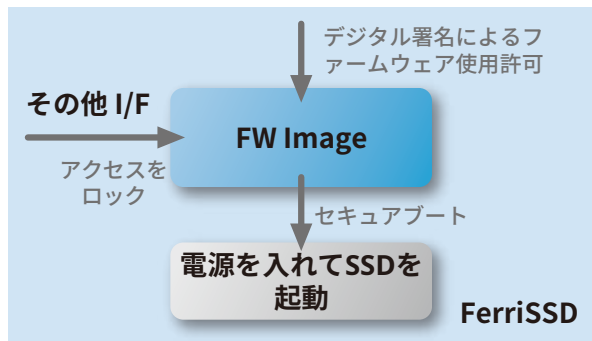 デジタル署名によるフ
ァームウェア使用許可
その他 I/F
アクセスを
ロック
FW Image
セキュアブート
電源を入れてSSDを
起動
FerriSSD